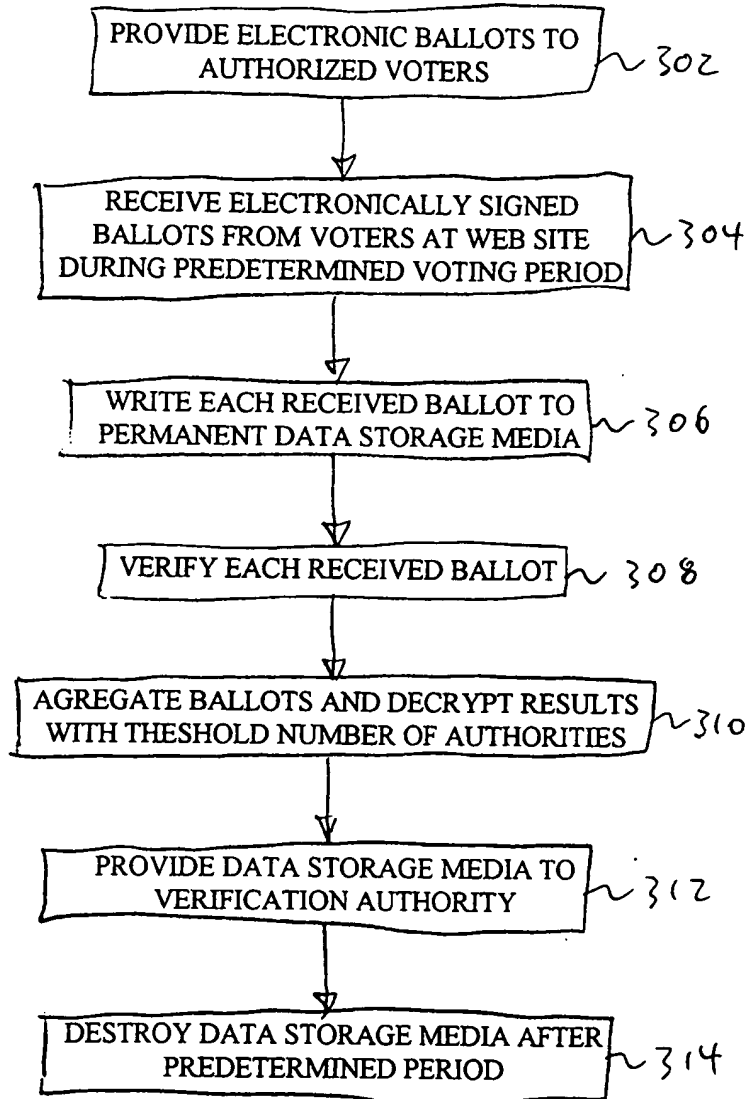 PROVIDE ELECTRONIC BALLOTS TO
AUTHORIZED VOTERS
302
RECEIVE ELECTRONICALLY SIGNED
BALLOTS FROM VOTERS AT WEB SITE
DURING PREDETERMINED VOTING PERIOD
304
WRITE EACH RECEIVED BALLOT TO
PERMANENT DATA STORAGE MEDIA
306
VERIFY EACH RECEIVED BALLOT
308
AGREGATE BALLOTS AND DECRYPT RESULTS
WITH THESHOLD NUMBER OF AUTHORITIES
310
PROVIDE DATA STORAGE MEDIA TO
VERIFICATION AUTHORITY
312
DESTROY DATA STORAGE MEDIA AFTER
PREDETERMINED PERIOD
314